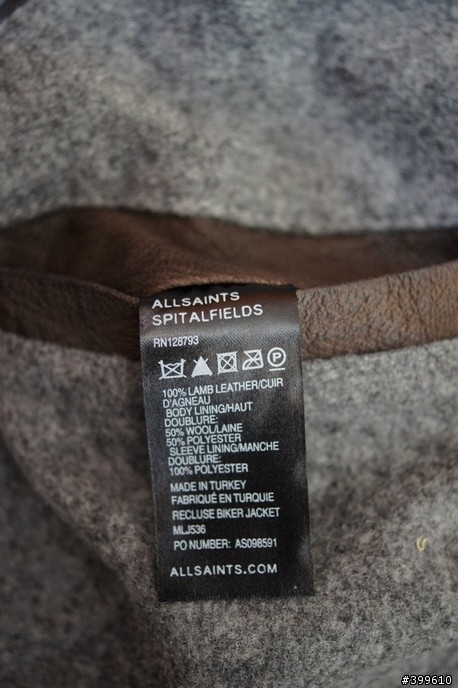 ALLSAINTS
SPITALFIELDS
RN128793
100% LAMB LEATHER/CUIR
D'AGNEAU
BODY LINING/HAUT
DOUBLURE:
50% WOOL/LAINE
50% POLYESTER
SLEEVE LINING/MANCHE
DOUBLURE:
100% POLYESTER
MADE IN TURKEY
FABRIQUÉ EN TURQUIE
RECLUSE BIKER JACKET
MLJ536
PO NUMBER: AS098591
ALLSAINTS.COM
#399610